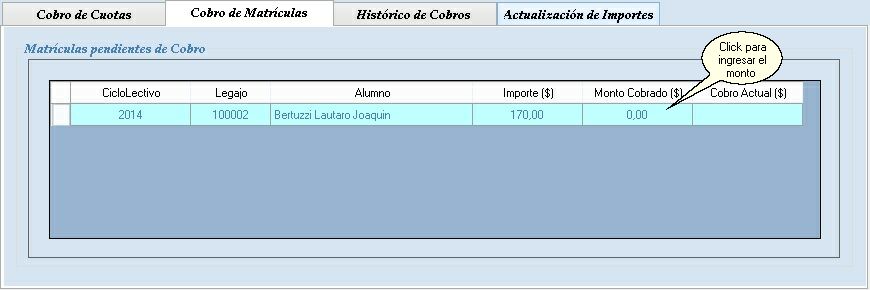 Cobro de Cuotas Cobro de Matrículas Histórico de Cobros Actualización de Importes
Matrículas pendientes de Cobro
Click para
ingresar el
monto
CicloLectivo Legajo Alumno Importe ($) Monto Cobrado ($) Cobro Actual ($)
2014 100002 Bertuzzi Lautaro Joaquin 170,00 0,00